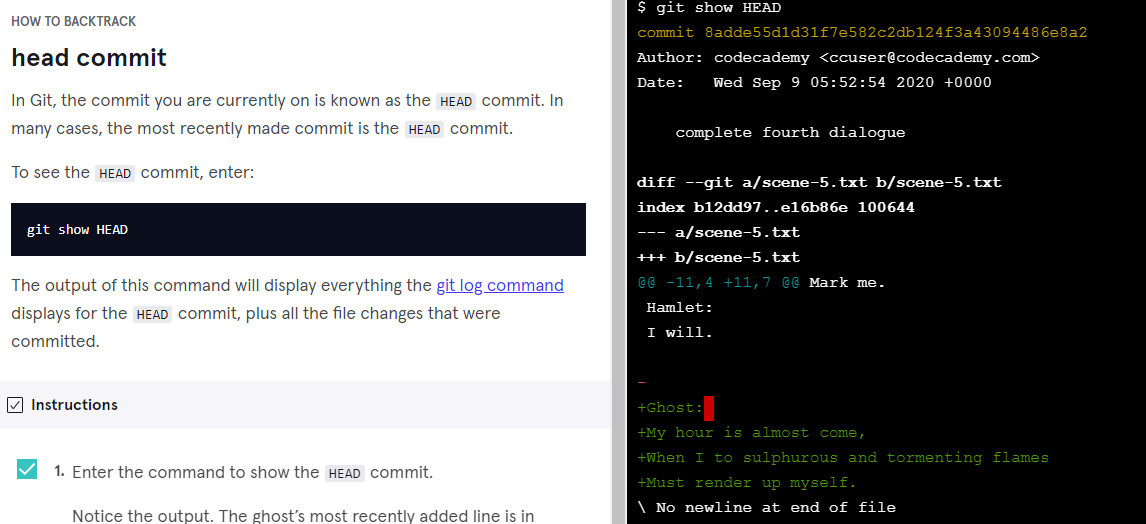 HOW TO BACKTRACK
head commit
In Git, the commit you are currently on is known as the HEAD commit. In
many cases, the most recently made commit is the HEAD commit.
To see the HEAD commit, enter:
git show HEAD
The output of this command will display everything the git log command
displays for the HEAD commit, plus all the file changes that were
committed.
Instructions
1. Enter the command to show the HEAD commit.
Notice the output. The ghost’s most recently added line is in
$ git show HEAD
commit 8adde55d1d31f7e582c2db124f3a43094486e8a2
Author: codecademy <ccuser@codecademy.com>
Date:   Wed Sep 9 05:52:54 2020 +0000
complete fourth dialogue
diff --git a/scene-5.txt b/scene-5.txt
index b12dd97..e16b86e 100644
--- a/scene-5.txt
+++ b/scene-5.txt
@@ -11,4 +11,7 @@ Mark me.
Hamlet:
I will.
-
+Ghost:
+My hour is almost come,
+When I to sulphurous and tormenting flames
+Must render up myself.
\ No newline at end of file